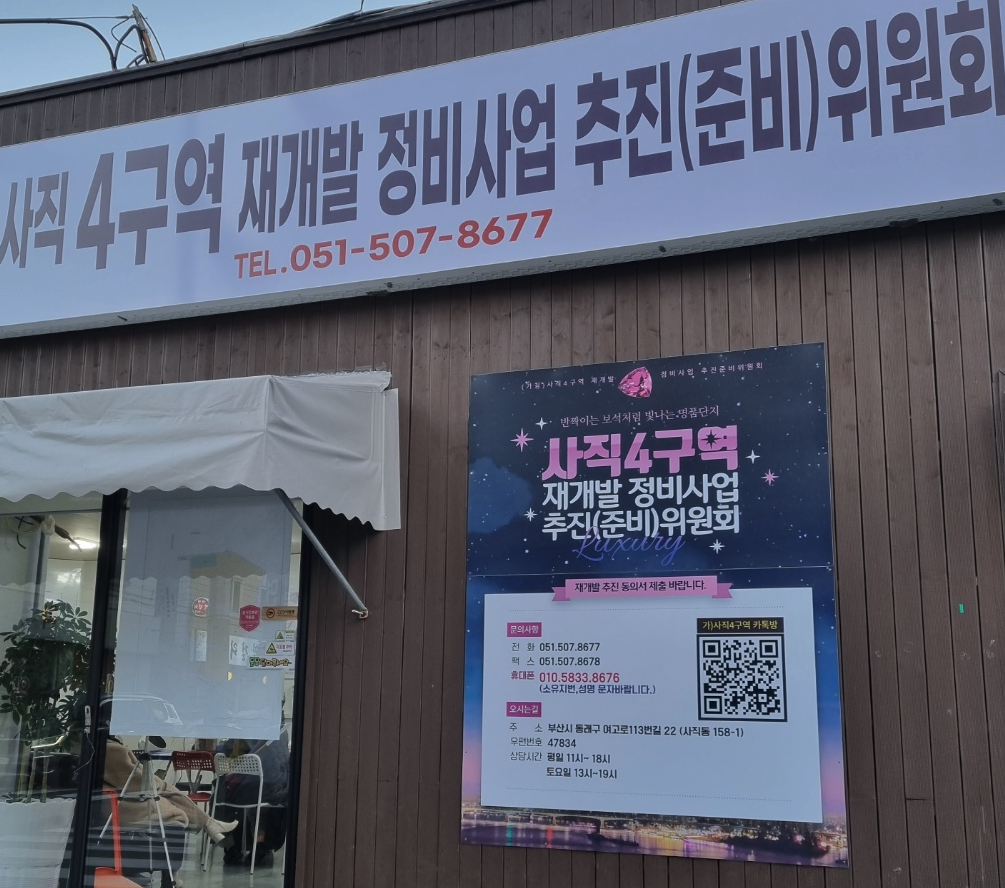 사직 4구역 재개발 정비사업 추진(준비)위원회
TEL.051-507-8677
(가칭)사직4구역 재개발 정비사업 추진준비위원회
반짝이는 보석처럼 빛나는 명품단지
사직4구역
재개발 정비사업
추진(준비)위원회
Luxury
재개발 추진 동의서 제출 바랍니다.
문의사항
전 화 051.507.8677
팩 스 051.507.8678
휴대폰 010.5833.8676
(소유지번,성명 문자바랍니다.)
가)사직4구역 카톡방
오시는길
주 소 부산시 동래구 여고로113번길 22 (사직동 158-1)
우편번호 47834
상담시간 평일 11시~ 18시
토요일 13시~19시